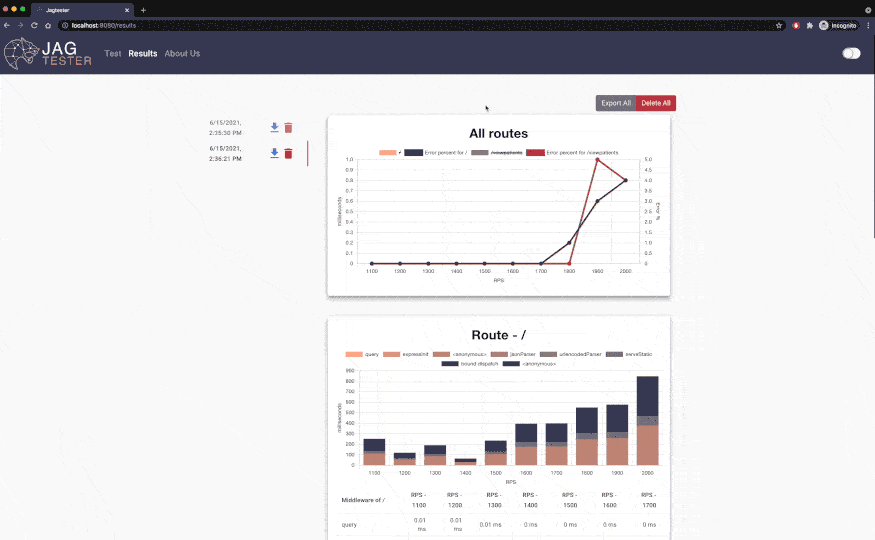 Jagtester
localhost:8080/results
Incognito
JAG
TESTER
Test Results About Us
Export All Delete All
6/15/2021,
2:35:30 PM
6/15/2021,
2:36:21 PM
All routes
/ Error percent for / /viewpatients Error percent for /viewpatients
milliseconds
1.0
0.9
0.8
0.7
0.6
0.5
0.4
0.3
0.2
0.1
0
5.0
4.5
4.0
3.5
3.0
2.5
2.0
1.5
1.0
0.5
0
Error %
1100 1200 1300 1400 1500 1600 1700 1800 1900 2000
RPS
Route - /
query expressInit <anonymous> jsonParser urlencodedParser serveStatic
bound dispatch <anonymous>
milliseconds
900
800
700
600
500
400
300
200
100
0
1100 1200 1300 1400 1500 1600 1700 1800 1900 2000
RPS
Middleware of / RPS - 1100 RPS - 1200 RPS - 1300 RPS - 1400 RPS - 1500 RPS - 1600 RPS - 1700
query 0.01 ms 0.01 ms 0.01 ms 0 ms 0 ms 0 ms 0 ms